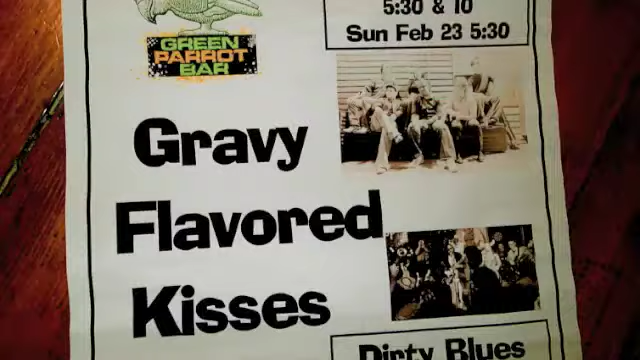 5:30 & 10
Sun Feb 23 5:30
GREEN
PARROT
BAR
Gravy
Flavored
Kisses
Dirty Blues